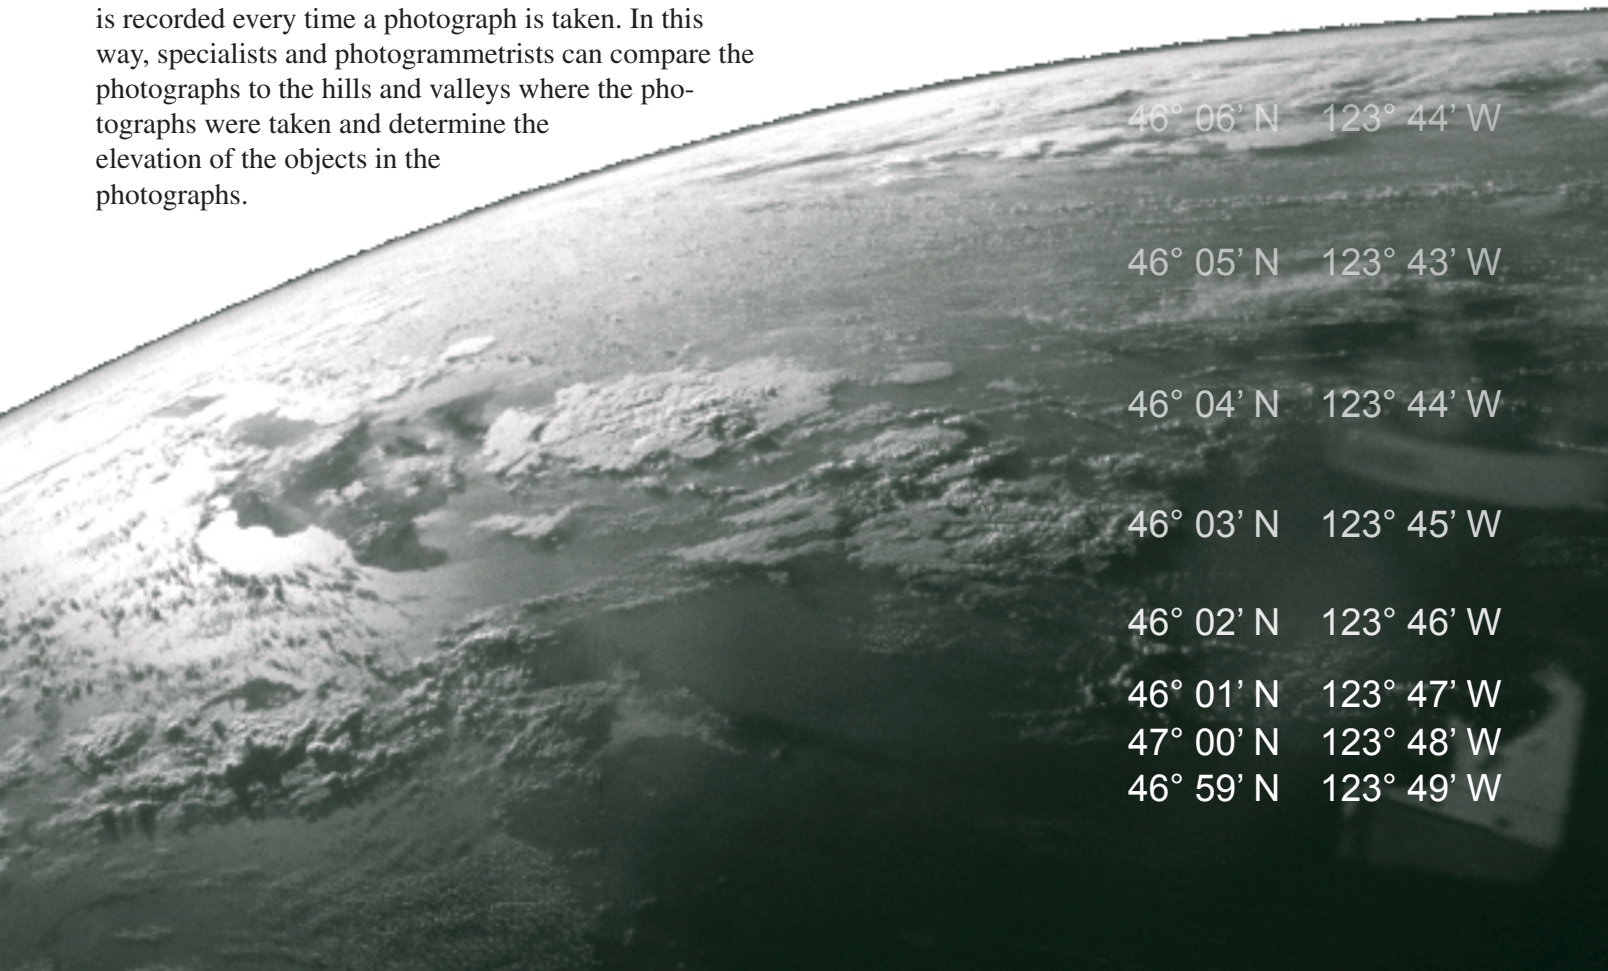 is recorded every time a photograph is taken. In this
way, specialists and photogrammetrists can compare the
photographs to the hills and valleys where the pho-
tographs were taken and determine the
elevation of the objects in the
photographs.
46° 06’ N 123° 44’ W
46° 05’ N 123° 43’ W
46° 04’ N 123° 44’ W
46° 03’ N 123° 45’ W
46° 02’ N 123° 46’ W
46° 01’ N 123° 47’ W
47° 00’ N 123° 48’ W
46° 59’ N 123° 49’ W